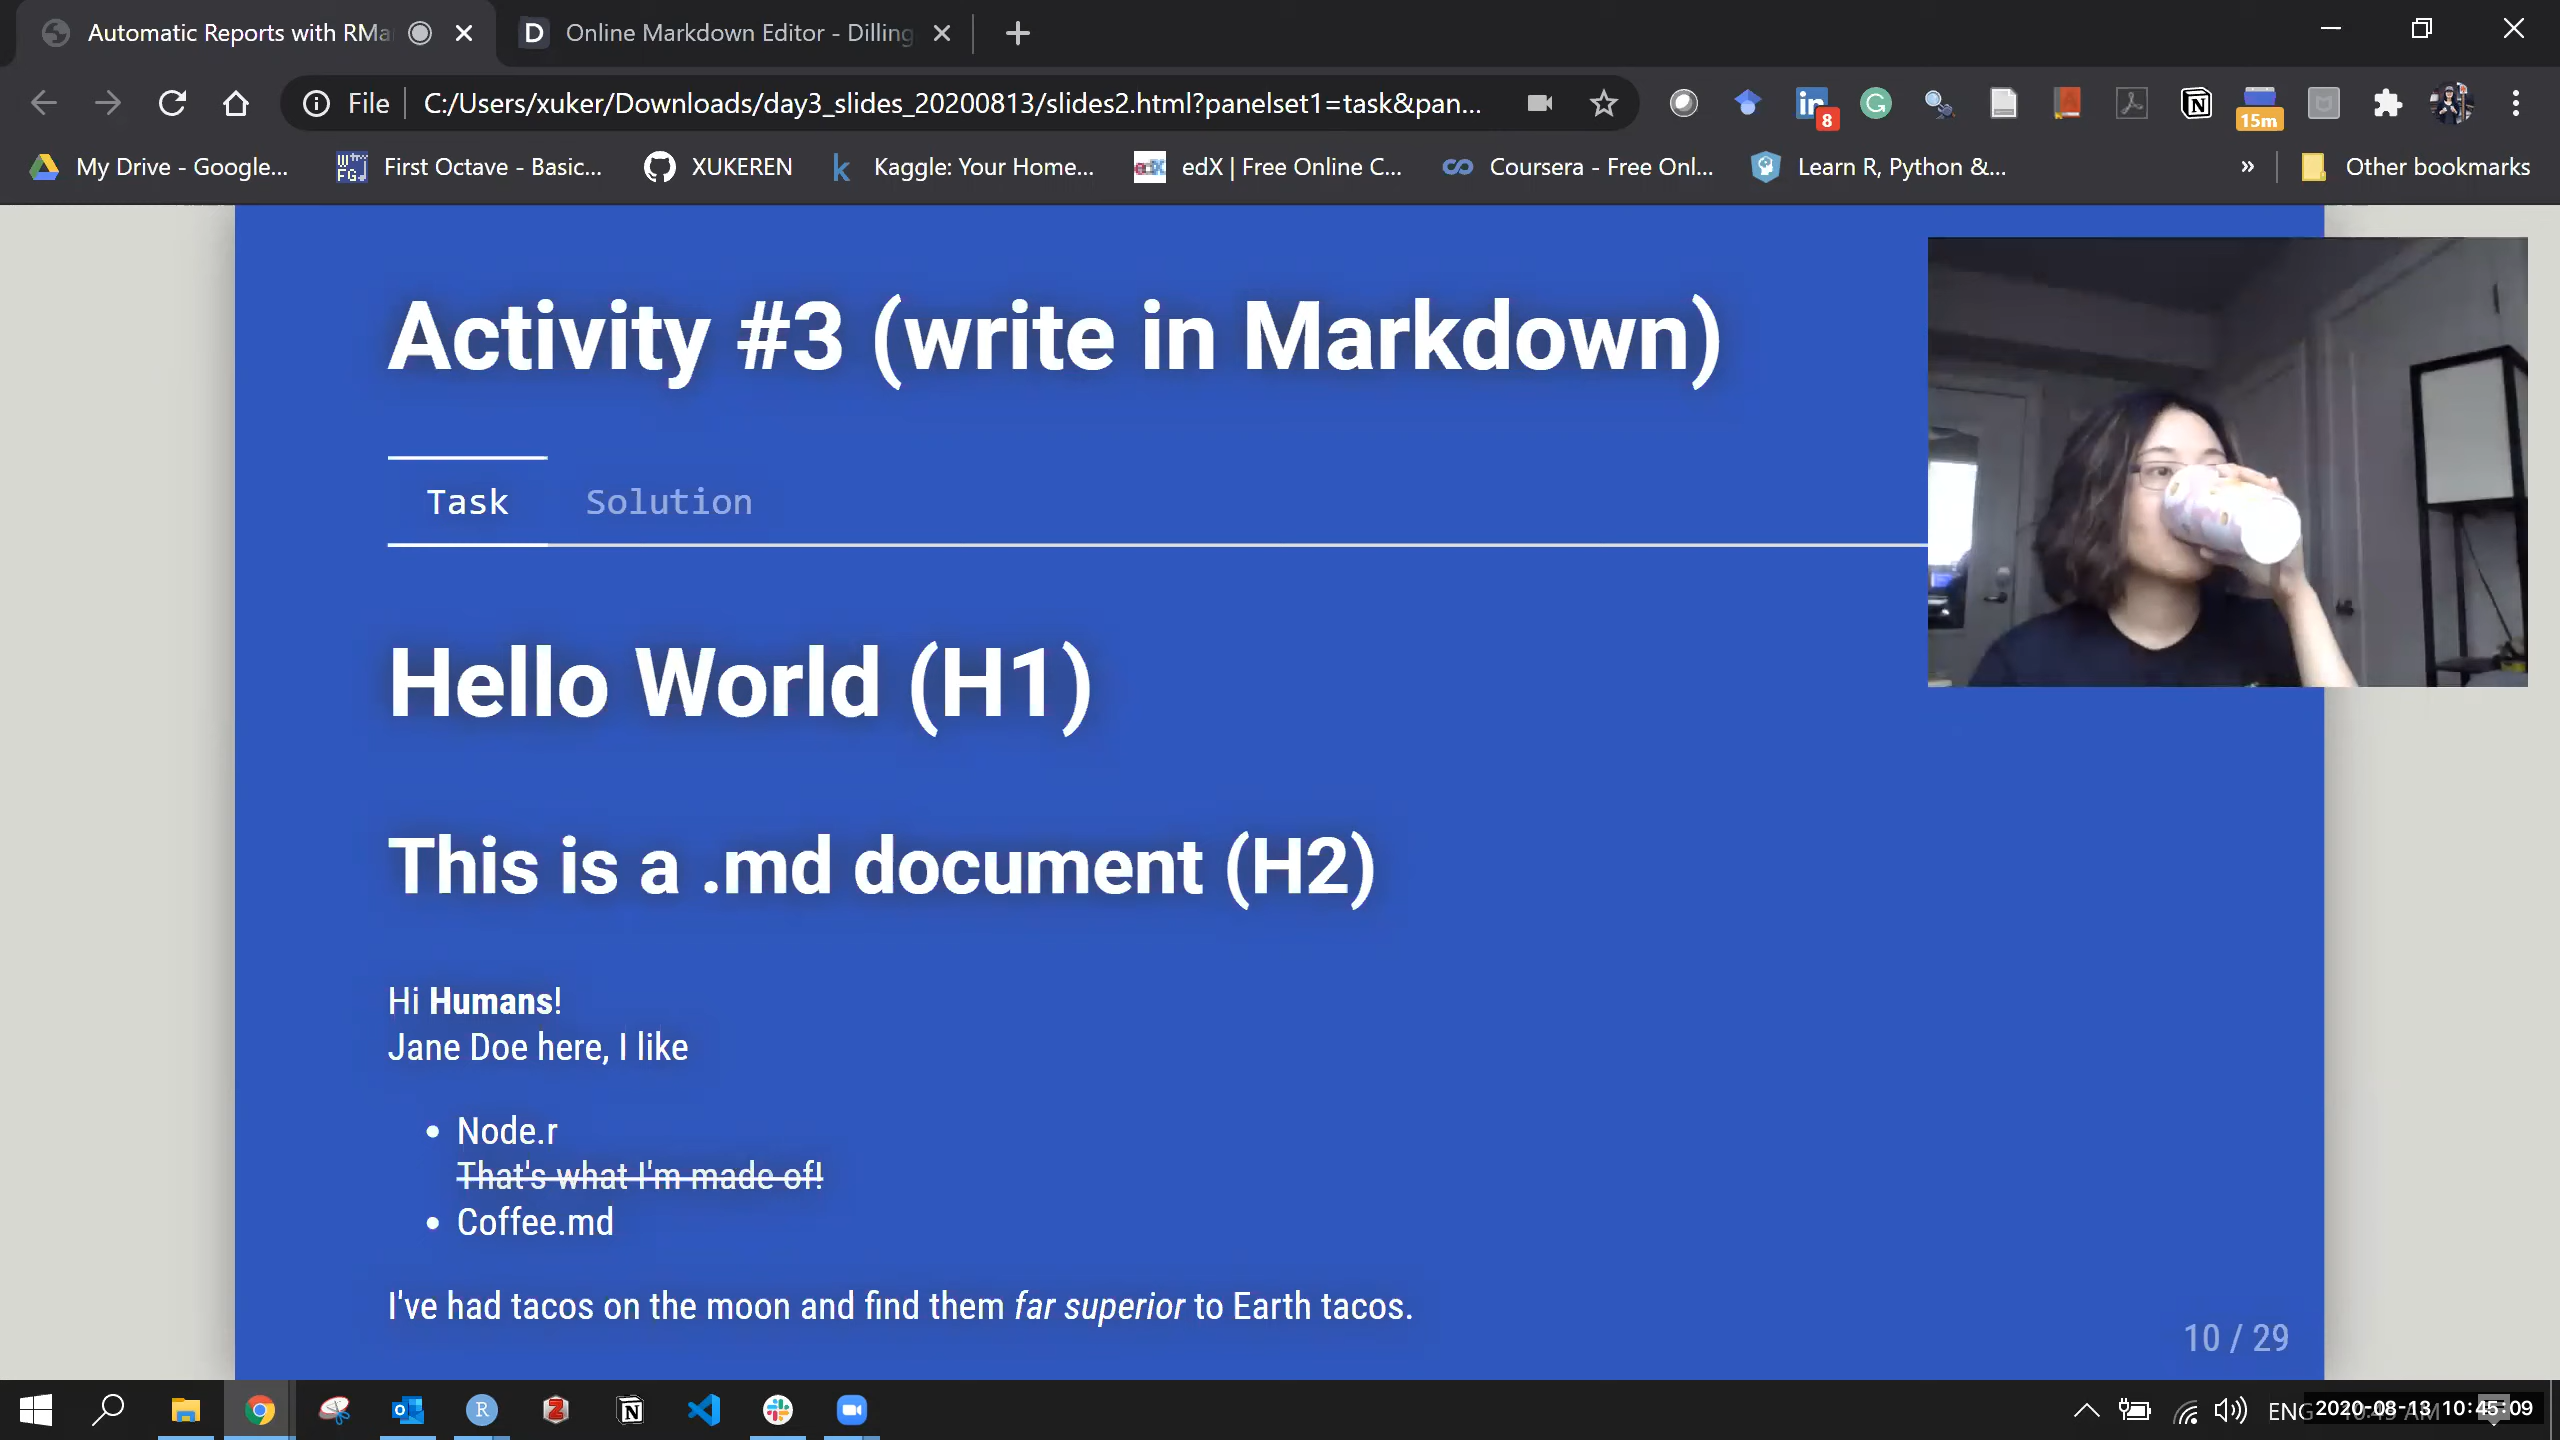 Automatic Reports with RMa
Online Markdown Editor - Dilling
File
C:/Users/xuker/Downloads/day3_slides_20200813/slides2.html?panelset1=task&pan...
8
15m
My Drive - Google...
First Octave - Basic...
XUKEREN
Kaggle: Your Home...
edX | Free Online C...
Coursera - Free Onl...
Learn R, Python &...
»
Other bookmarks
Activity #3 (write in Markdown)
Task
Solution
Hello World (H1)
This is a .md document (H2)
Hi Humans!
Jane Doe here, I like
• Node.r
That's what I'm made of!
• Coffee.md
I've had tacos on the moon and find them far superior to Earth tacos.
10 / 29
ENG
2020-08-13 10:45:09